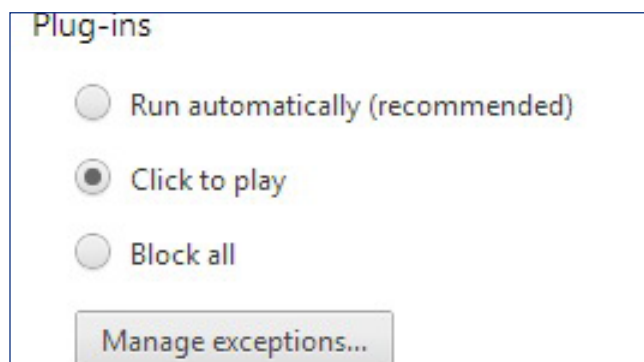 Plug-ins
Run automatically (recommended)
Click to play
Block all
Manage exceptions...